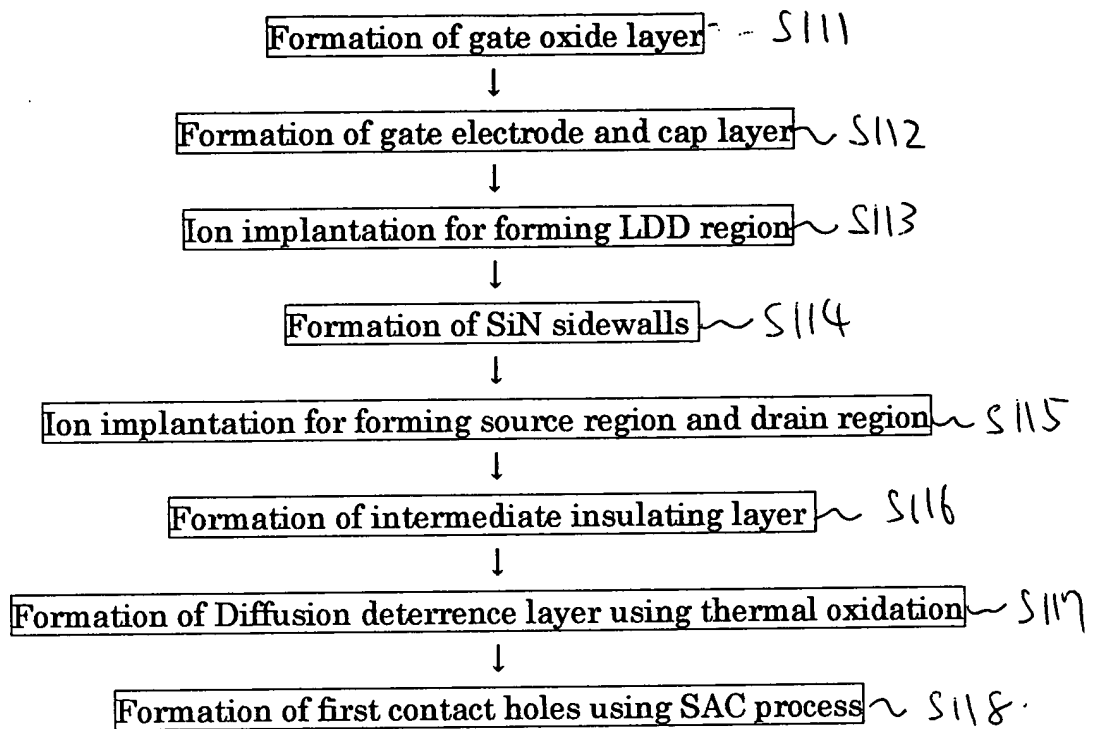 Formation of gate oxide layer S111
↓
Formation of gate electrode and cap layer S112
↓
Ion implantation for forming LDD region S113
↓
Formation of SiN sidewalls S114
↓
Ion implantation for forming source region and drain region S115
↓
Formation of intermediate insulating layer S116
↓
Formation of Diffusion deterrence layer using thermal oxidation S117
↓
Formation of first contact holes using SAC process S118.